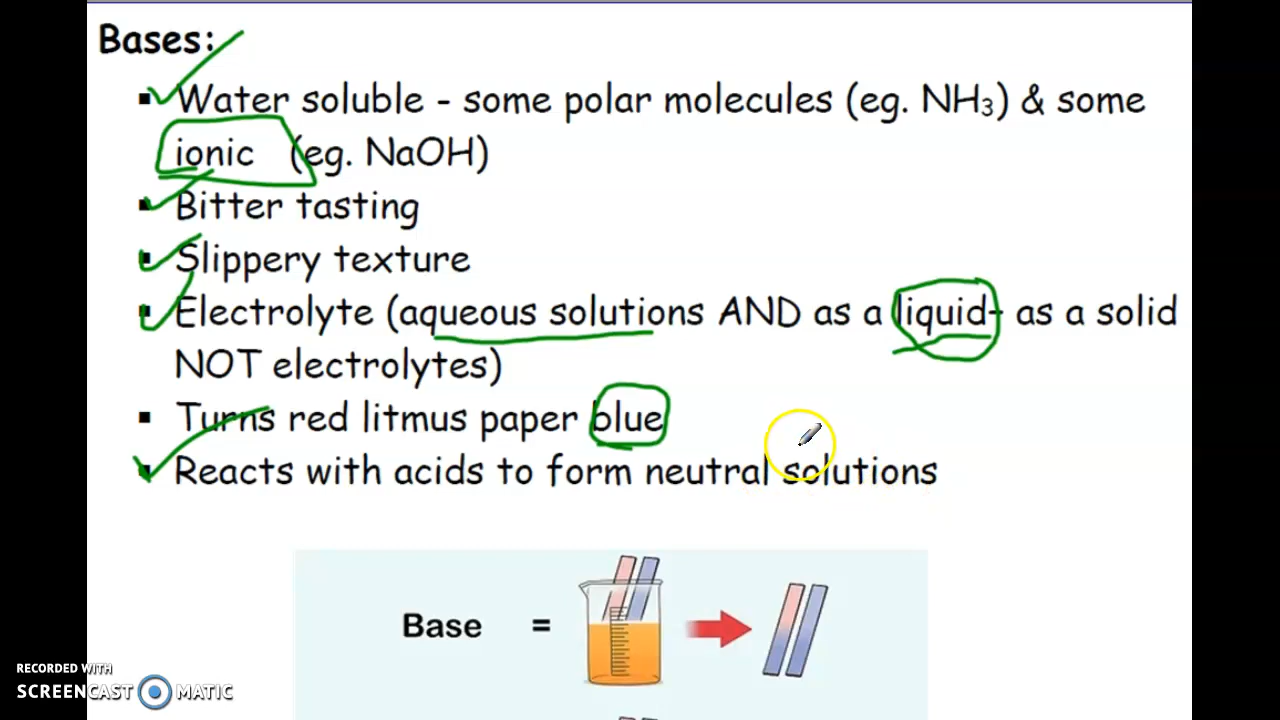 Bases:
▪ Water soluble - some polar molecules (eg. NH₃) & some
ionic (eg. NaOH)
▪ Bitter tasting
▪ Slippery texture
▪ Electrolyte (aqueous solutions AND as a liquid- as a solid
NOT electrolytes)
▪ Turns red litmus paper blue
▪ Reacts with acids to form neutral solutions
Base =
RECORDED WITH
SCREENCAST MATIC